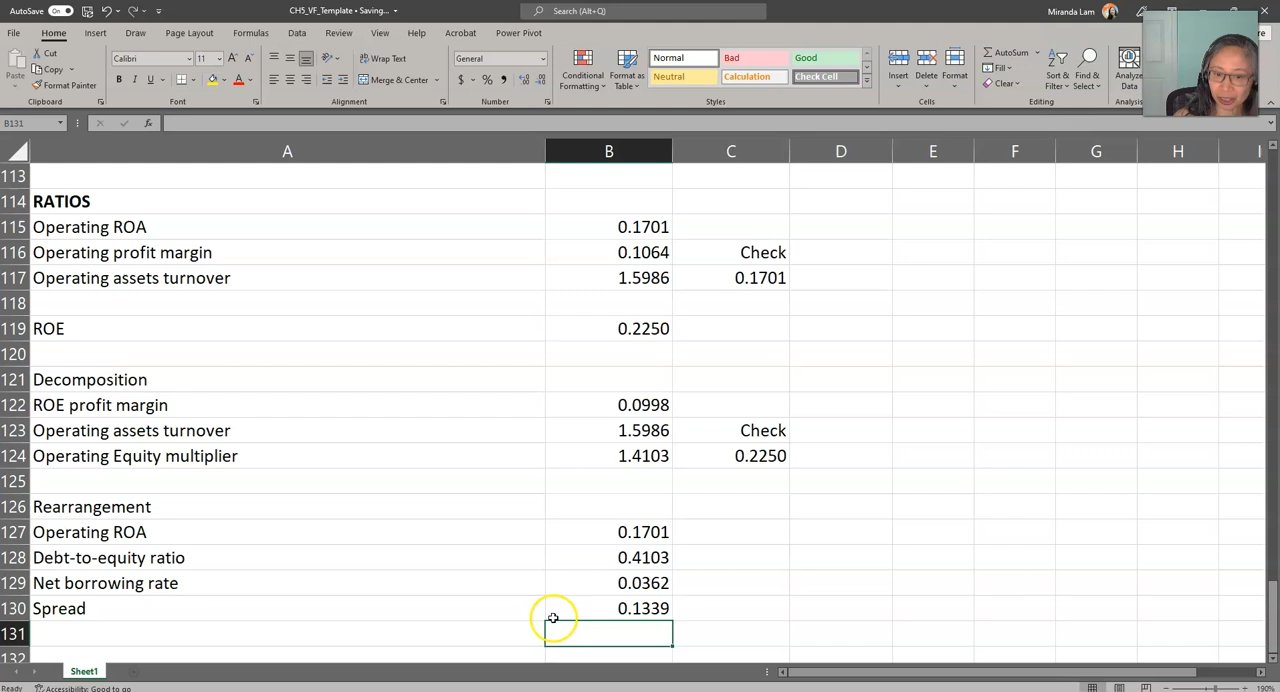 AutoSave On CH5_VF_Template • Saving... Search (Alt+Q) Miranda Lam
File Home Insert Draw Page Layout Formulas Data Review View Help Acrobat Power Pivot
Paste Cut Copy Format Painter Calibri 11 Wrap Text General Conditional Formatting Format as Table Normal Bad Good Insert Delete Format AutoSum Sort & Filter Find & Select Analyze Data
B I U Merge & Center $ % Neutral Calculation Check Cell Fill Clear
Clipboard Font Alignment Number Styles Cells Editing Analysis
B131 fx
A B C D E F G H I
113
114 RATIOS
115 Operating ROA 0.1701
116 Operating profit margin 0.1064 Check
117 Operating assets turnover 1.5986 0.1701
118
119 ROE 0.2250
120
121 Decomposition
122 ROE profit margin 0.0998
123 Operating assets turnover 1.5986 Check
124 Operating Equity multiplier 1.4103 0.2250
125
126 Rearrangement
127 Operating ROA 0.1701
128 Debt-to-equity ratio 0.4103
129 Net borrowing rate 0.0362
130 Spread 0.1339
131
132
Sheet1
Ready Accessibility: Good to go 190%